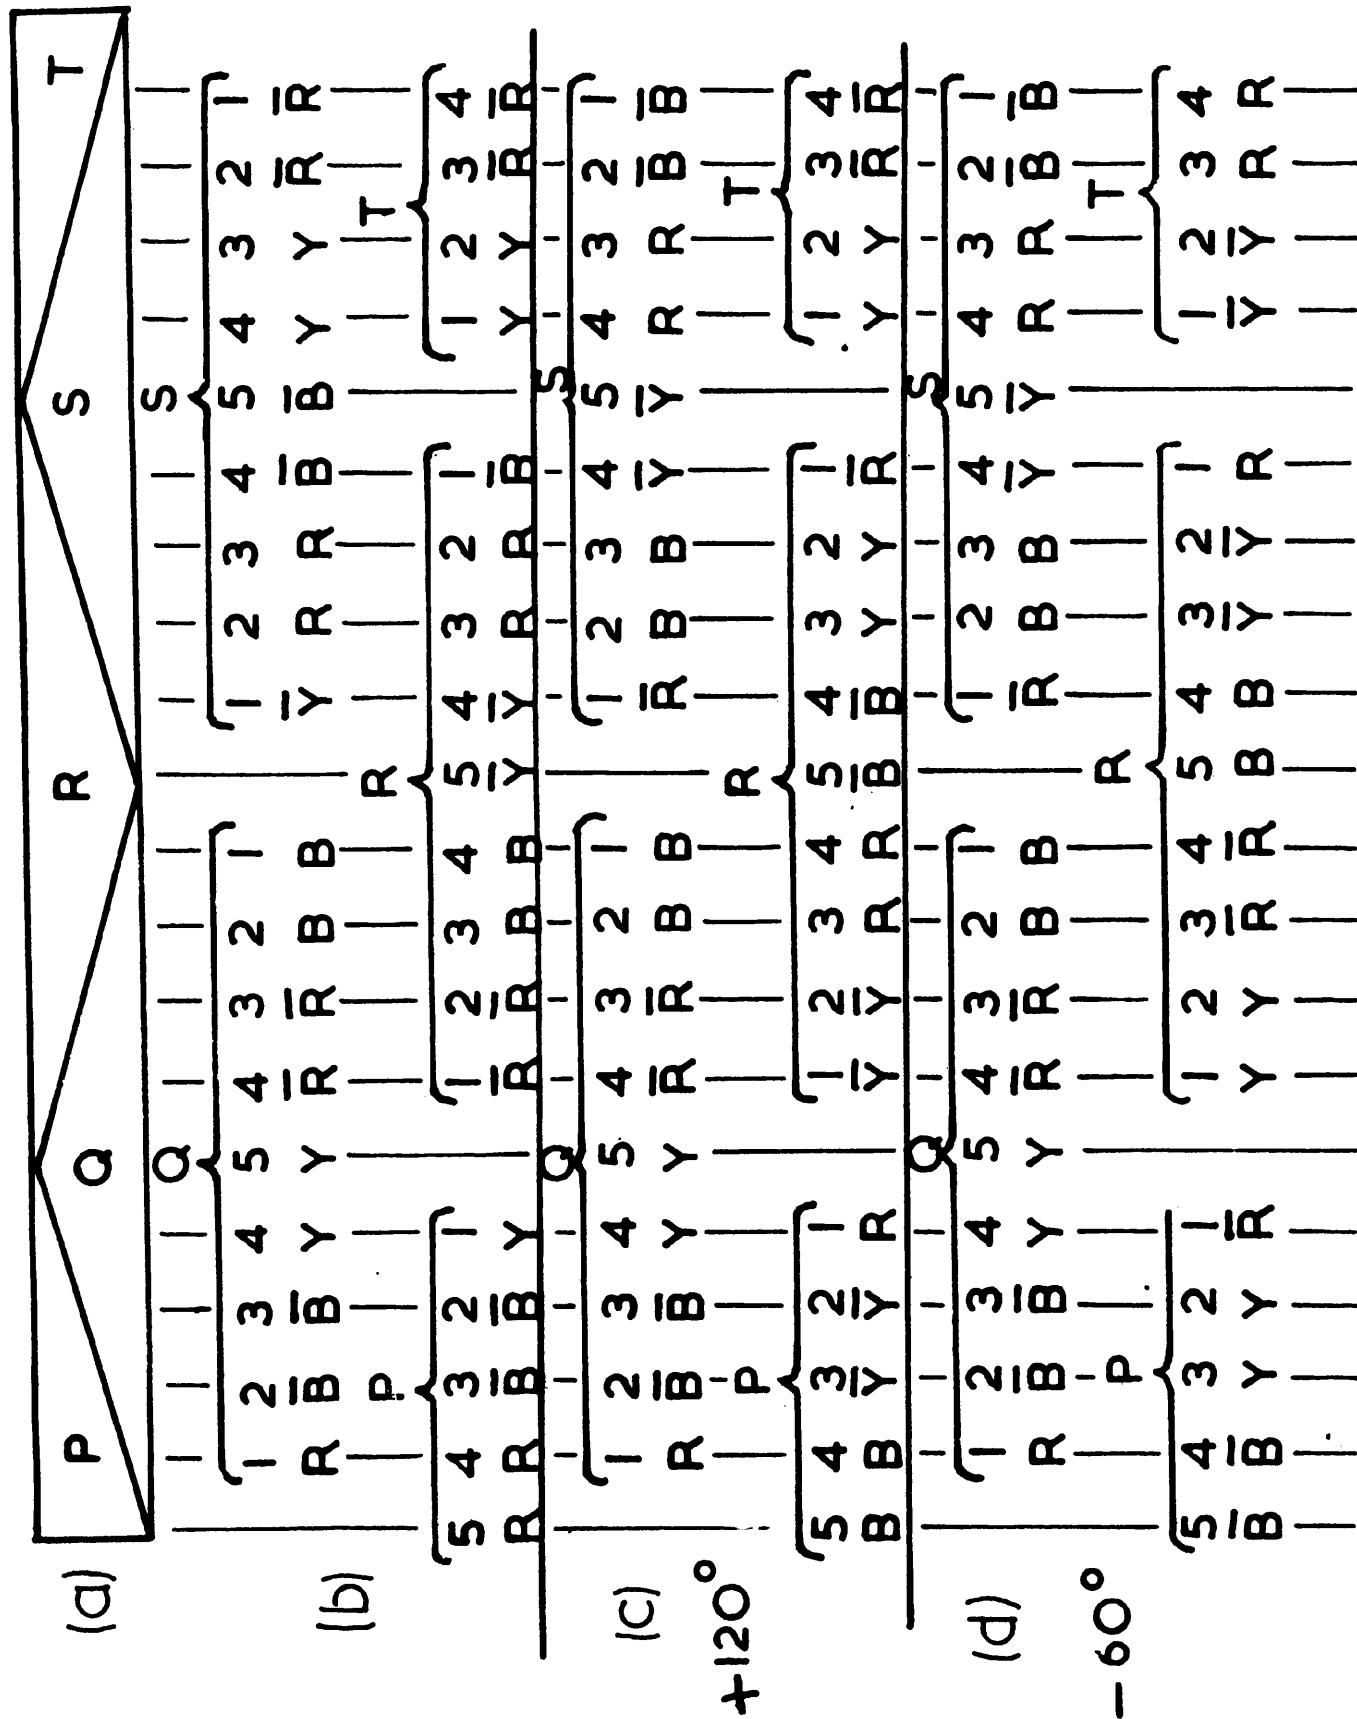 (a) P Q R S T
Q S
1 2 3 4 5 4 3 2 1 1 2 3 4 5 4 3 2 1
(b) R B̄ B̄ Y Y R̄ R̄ B B Ȳ R R B̄ B̄ Y Y R̄ R̄
P R T
5 4 3 2 1 1 2 3 4 5 4 3 2 1 1 2 3 4
R R B̄ B̄ Y R̄ R̄ B B Ȳ Ȳ R R B̄ Y Y R̄ R̄
Q S
(c) 1 2 3 4 5 4 3 2 1 1 2 3 4 5 4 3 2 1
R B̄ B̄ Y Y R̄ R̄ B B R̄ B B Ȳ Ȳ R R B̄ B̄
+120° P R T
5 4 3 2 1 1 2 3 4 5 4 3 2 1 1 2 3 4
B B Ȳ Ȳ R Ȳ Ȳ R R B̄ B̄ Y Y R̄ Y Y R̄ R̄
Q S
(d) 1 2 3 4 5 4 3 2 1 1 2 3 4 5 4 3 2 1
R B̄ B̄ Y Y R̄ R̄ B B R̄ B B Ȳ Ȳ R R B̄ B̄
-60° P R T
5 4 3 2 1 1 2 3 4 5 4 3 2 1 1 2 3 4
B̄ B̄ Y Y R̄ Y Y R̄ R̄ B B Ȳ Ȳ R Ȳ Ȳ R R